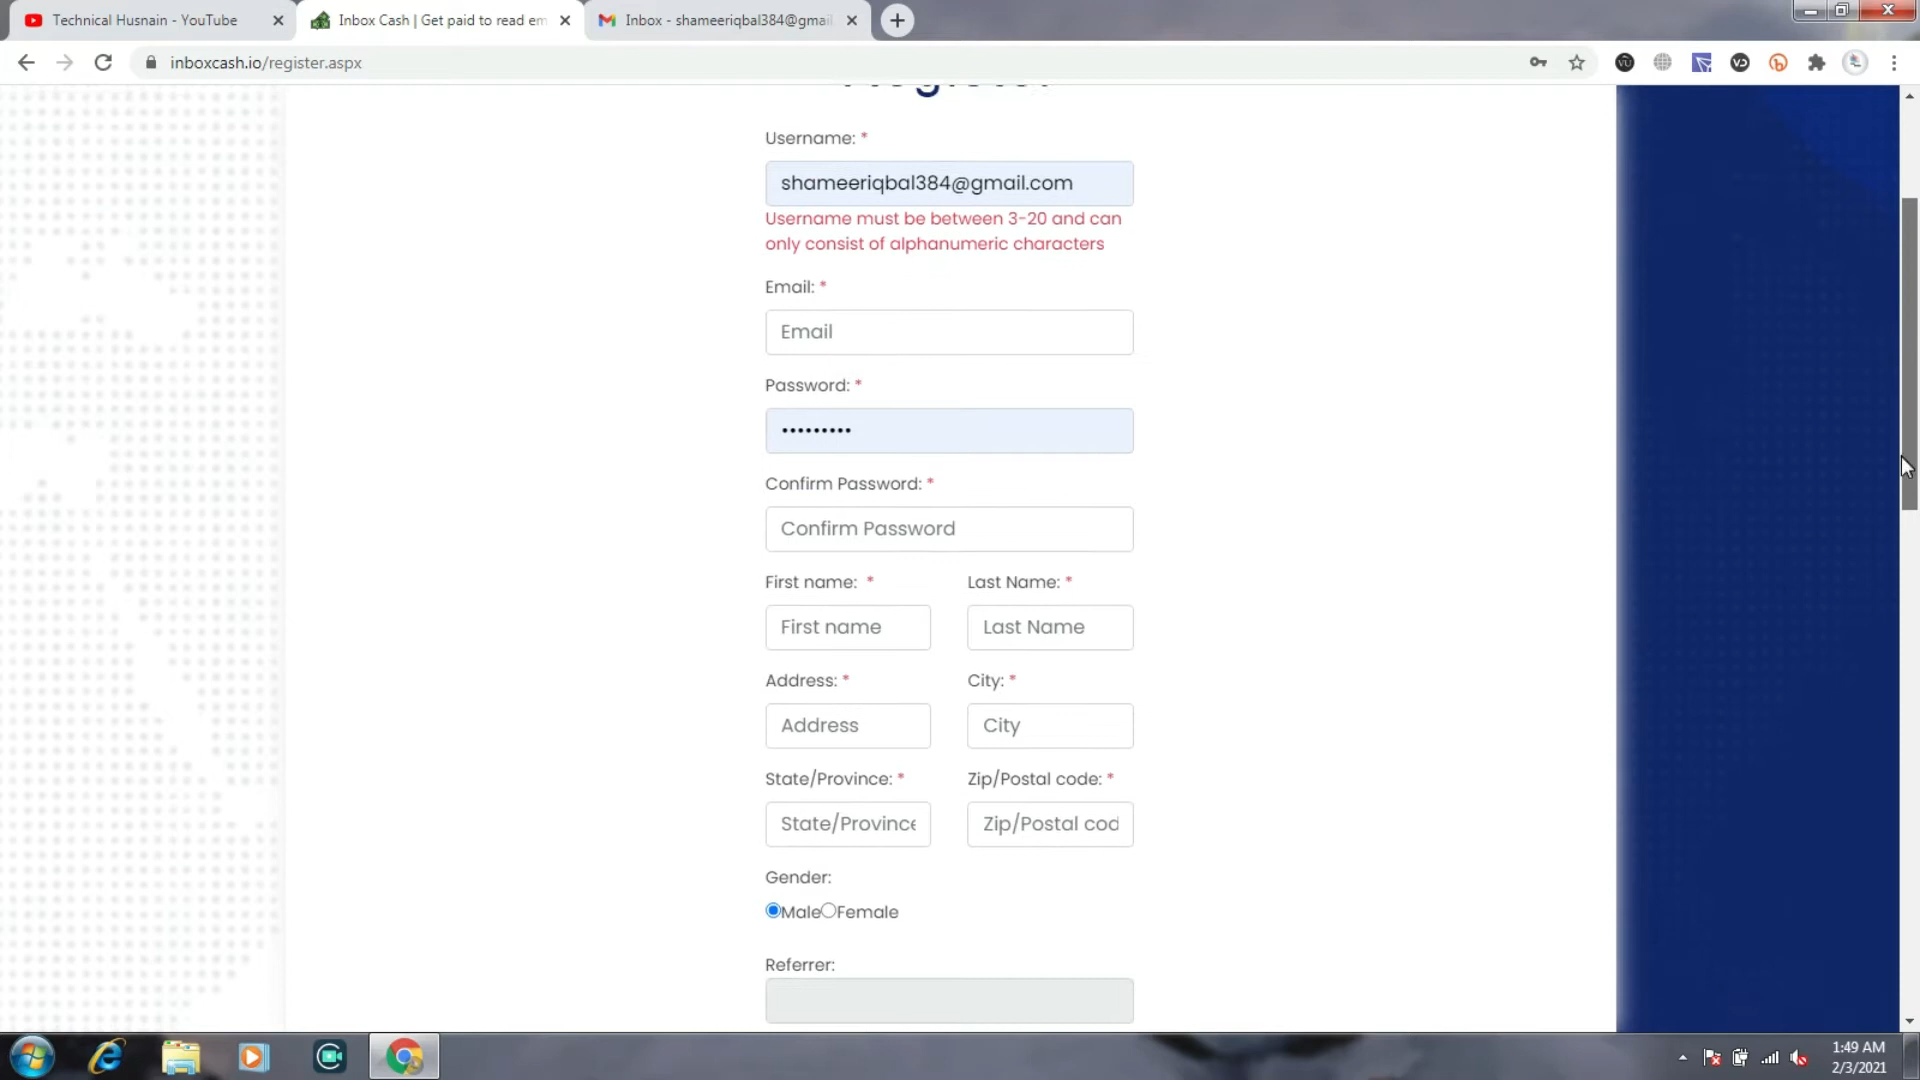 Technical Husnain - YouTube
Inbox Cash | Get paid to read em
Inbox - shameeriqbal384@gmail
inboxcash.io/register.aspx
Register
Username: *
shameeriqbal384@gmail.com
Username must be between 3-20 and can
only consist of alphanumeric characters
Email: *
Email
Password: *
•••••••••
Confirm Password: *
Confirm Password
First name: * Last Name: *
First name Last Name
Address: * City: *
Address City
State/Province: * Zip/Postal code: *
State/Province Zip/Postal cod
Gender:
Male Female
Referrer:
1:49 AM
2/3/2021